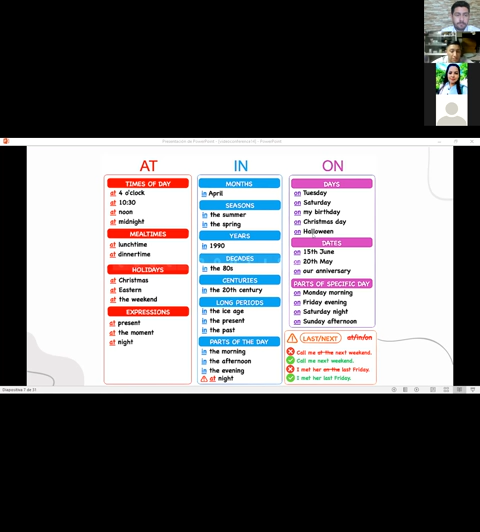 AT
TIMES OF DAY
at 4 o'clock
at 10:30
at noon
at midnight
MEALTIMES
at lunchtime
at dinnertime
HOLIDAYS
at Christmas
at Eastern
at the weekend
EXPRESSIONS
at present
at the moment
at night
IN
MONTHS
in April
SEASONS
in the summer
in the spring
YEARS
in 1990
DECADES
in the 80s
CENTURIES
in the 20th century
LONG PERIODS
in the ice age
in the present
in the past
PARTS OF THE DAY
in the morning
in the afternoon
in the evening
at night
ON
DAYS
on Tuesday
on Saturday
on my birthday
on Christmas day
on Halloween
DATES
on 15th June
on 20th May
on our anniversary
PARTS OF SPECIFIC DAY
on Monday morning
on Friday evening
on Saturday night
on Sunday afternoon
LAST/NEXT at/in/on
Call me at the next weekend.
Call me next weekend.
I met her on the last Friday.
I met her last Friday.
Diapositiva 7 de 31